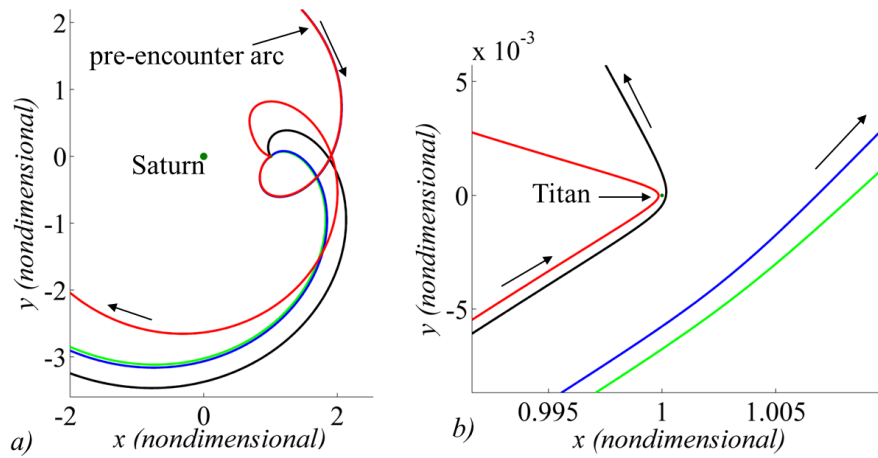 2
pre-encounter arc
1
0
Saturn
-1
-2
-3
y (nondimensional)
-2
0
2
x (nondimensional)
a)
x 10⁻³
5
0
Titan
-5
y (nondimensional)
0.995
1
1.005
x (nondimensional)
b)